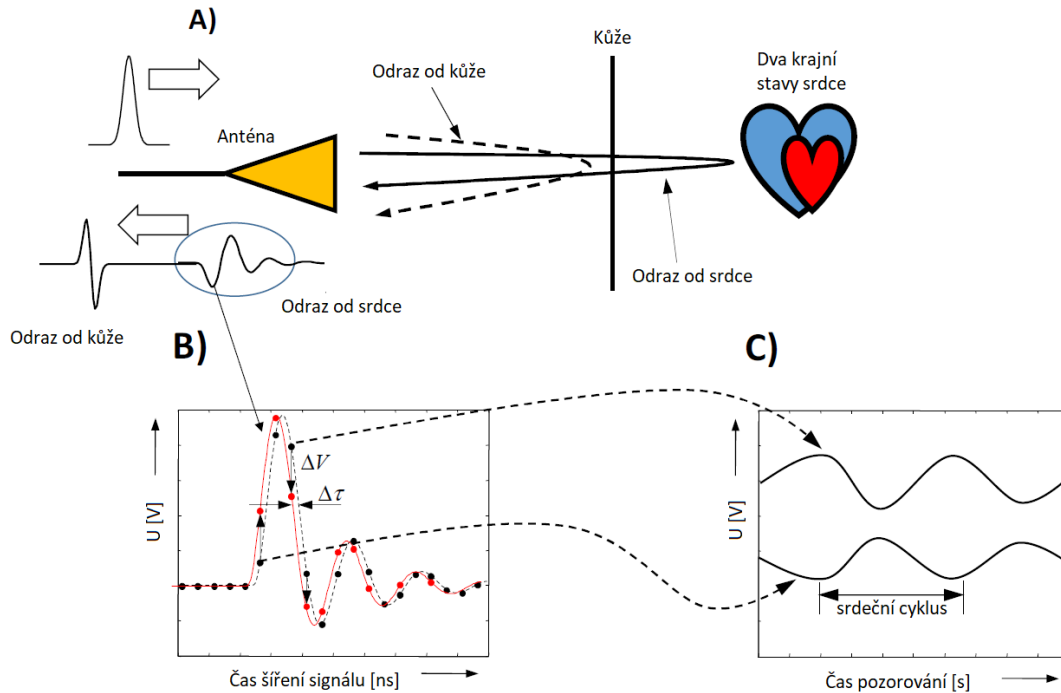 A)
Kůže
Dva krajní
stavy srdce
Odraz od kůže
Anténa
Odraz od srdce
Odraz od kůže
Odraz od srdce
B)
C)
U [V]
ΔV
Δτ
Čas šíření signálu [ns]
U [V]
srdeční cyklus
Čas pozorování [s]